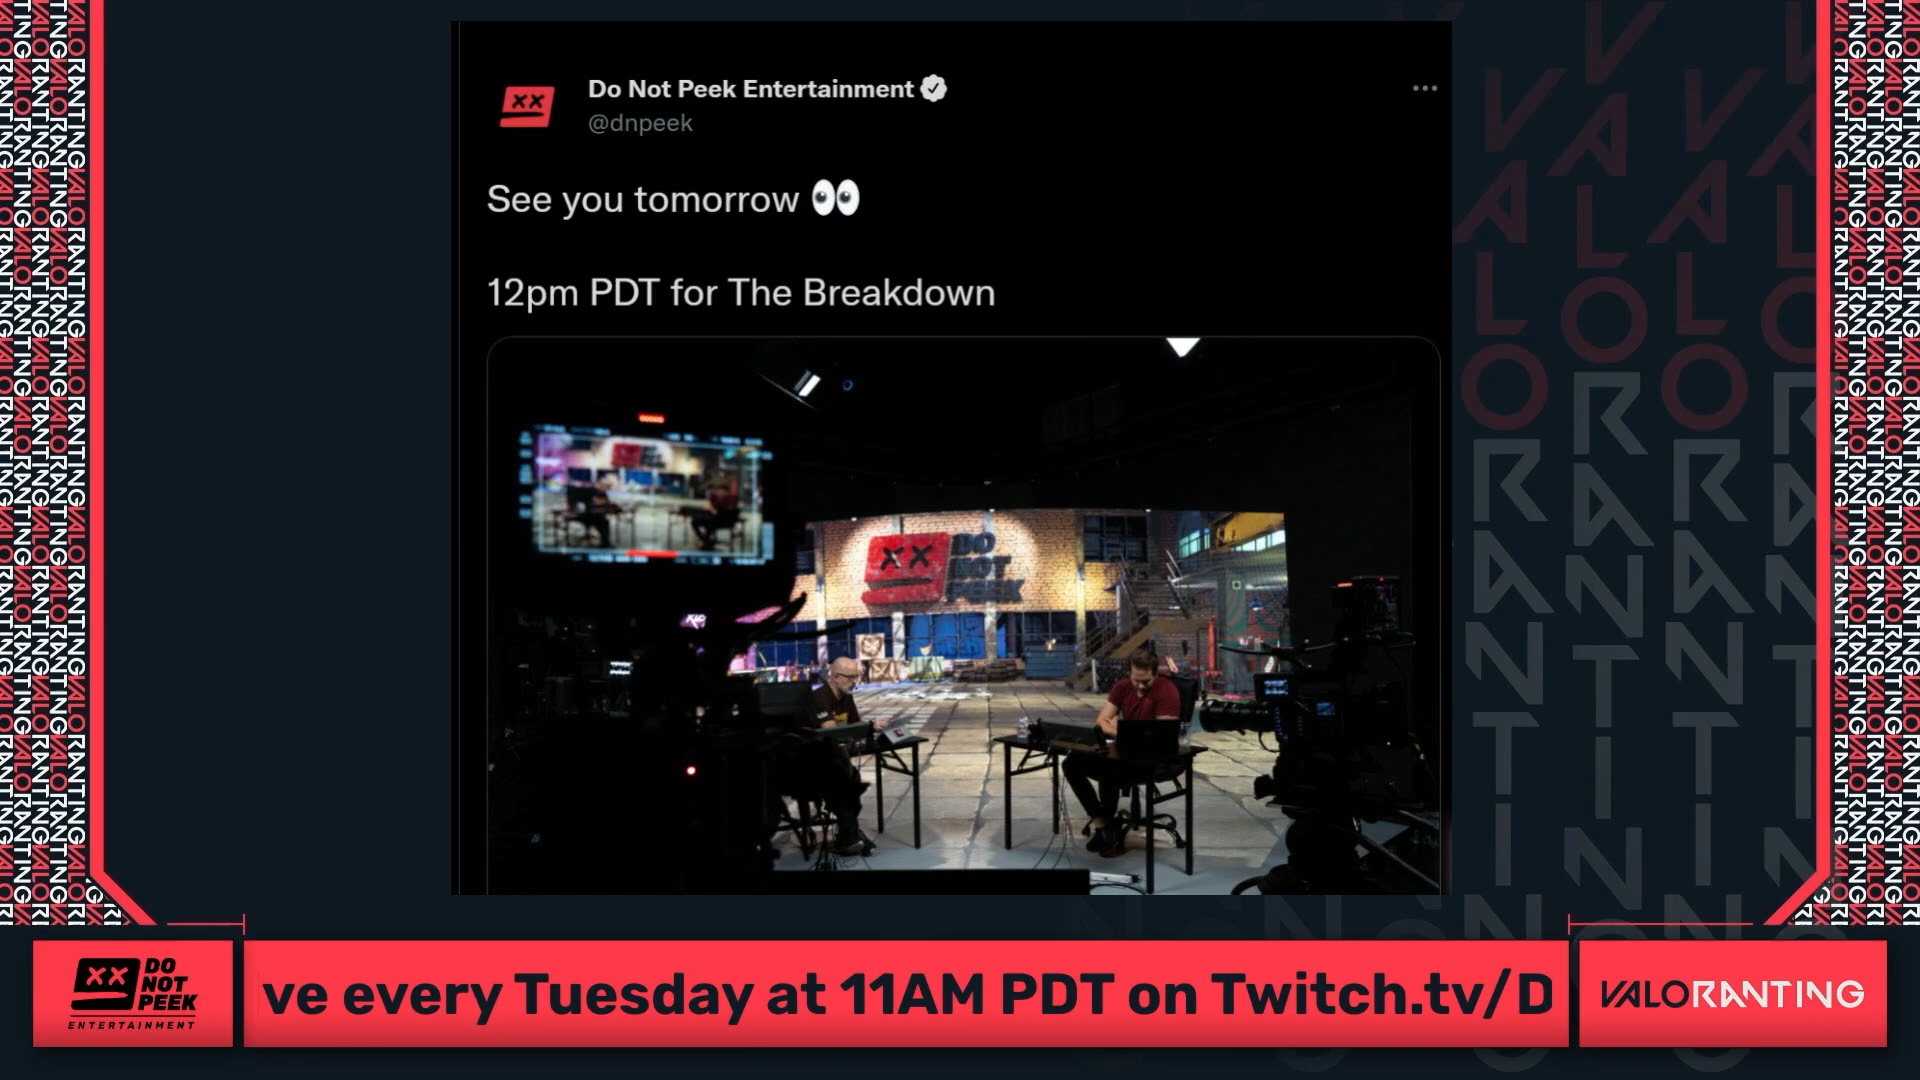 Do Not Peek Entertainment
@dnpeek
See you tomorrow 👀
12pm PDT for The Breakdown
DO
NOT
PEEK
DO
NOT
PEEK
ENTERTAINMENT
ve every Tuesday at 11AM PDT on Twitch.tv/D
VALORANTING